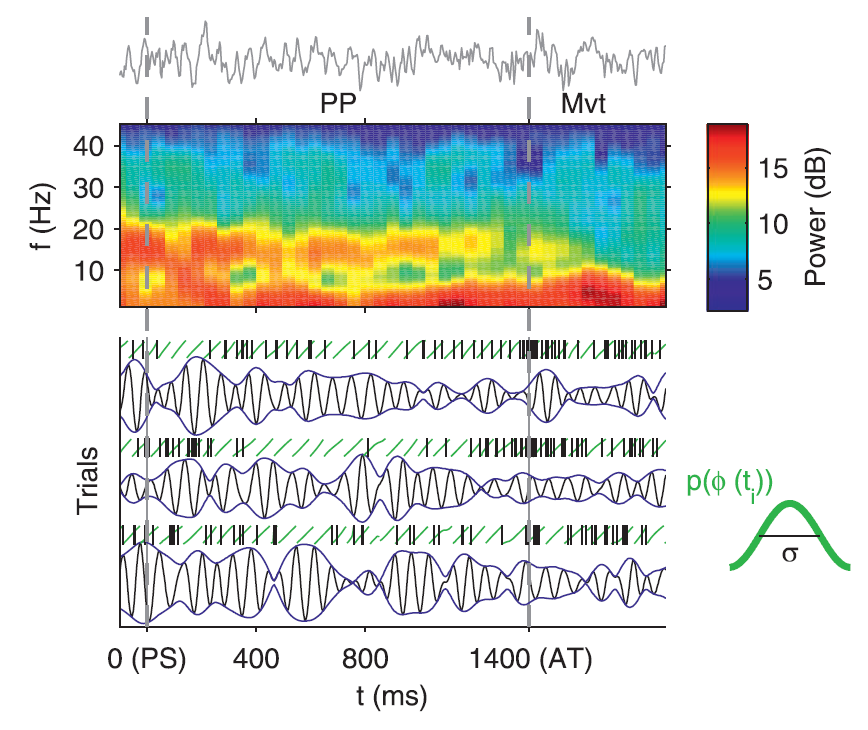 PP Mvt
40
30
20
10
f (Hz)
15
10
5
Power (dB)
Trials
p(ϕ (tᵢ))
σ
0 (PS) 400 800 1400 (AT)
t (ms)